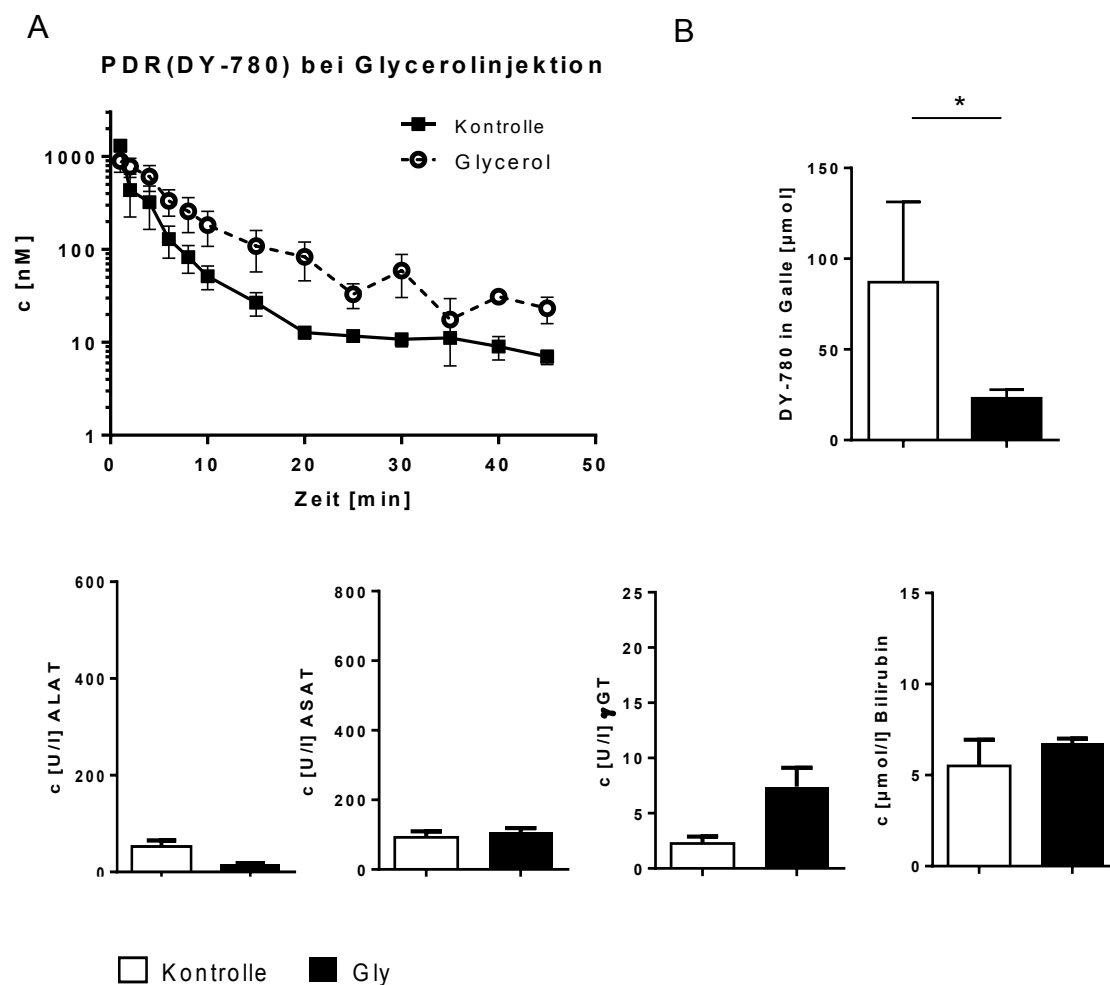 A
B
PDR(DY-780) bei Glycerolinjektion
Kontrolle
Glycerol
c [nM]
1000
100
10
1
0 10 20 30 40 50
Zeit [min]
*
DY-780 in Galle [µmol]
150
100
50
0
c [U/l] ALAT
600
400
200
0
c [U/l] ASAT
800
600
400
200
0
c [U/l] γGT
25
20
15
10
5
0
c [µmol/l] Bilirubin
15
10
5
0
Kontrolle
Gly